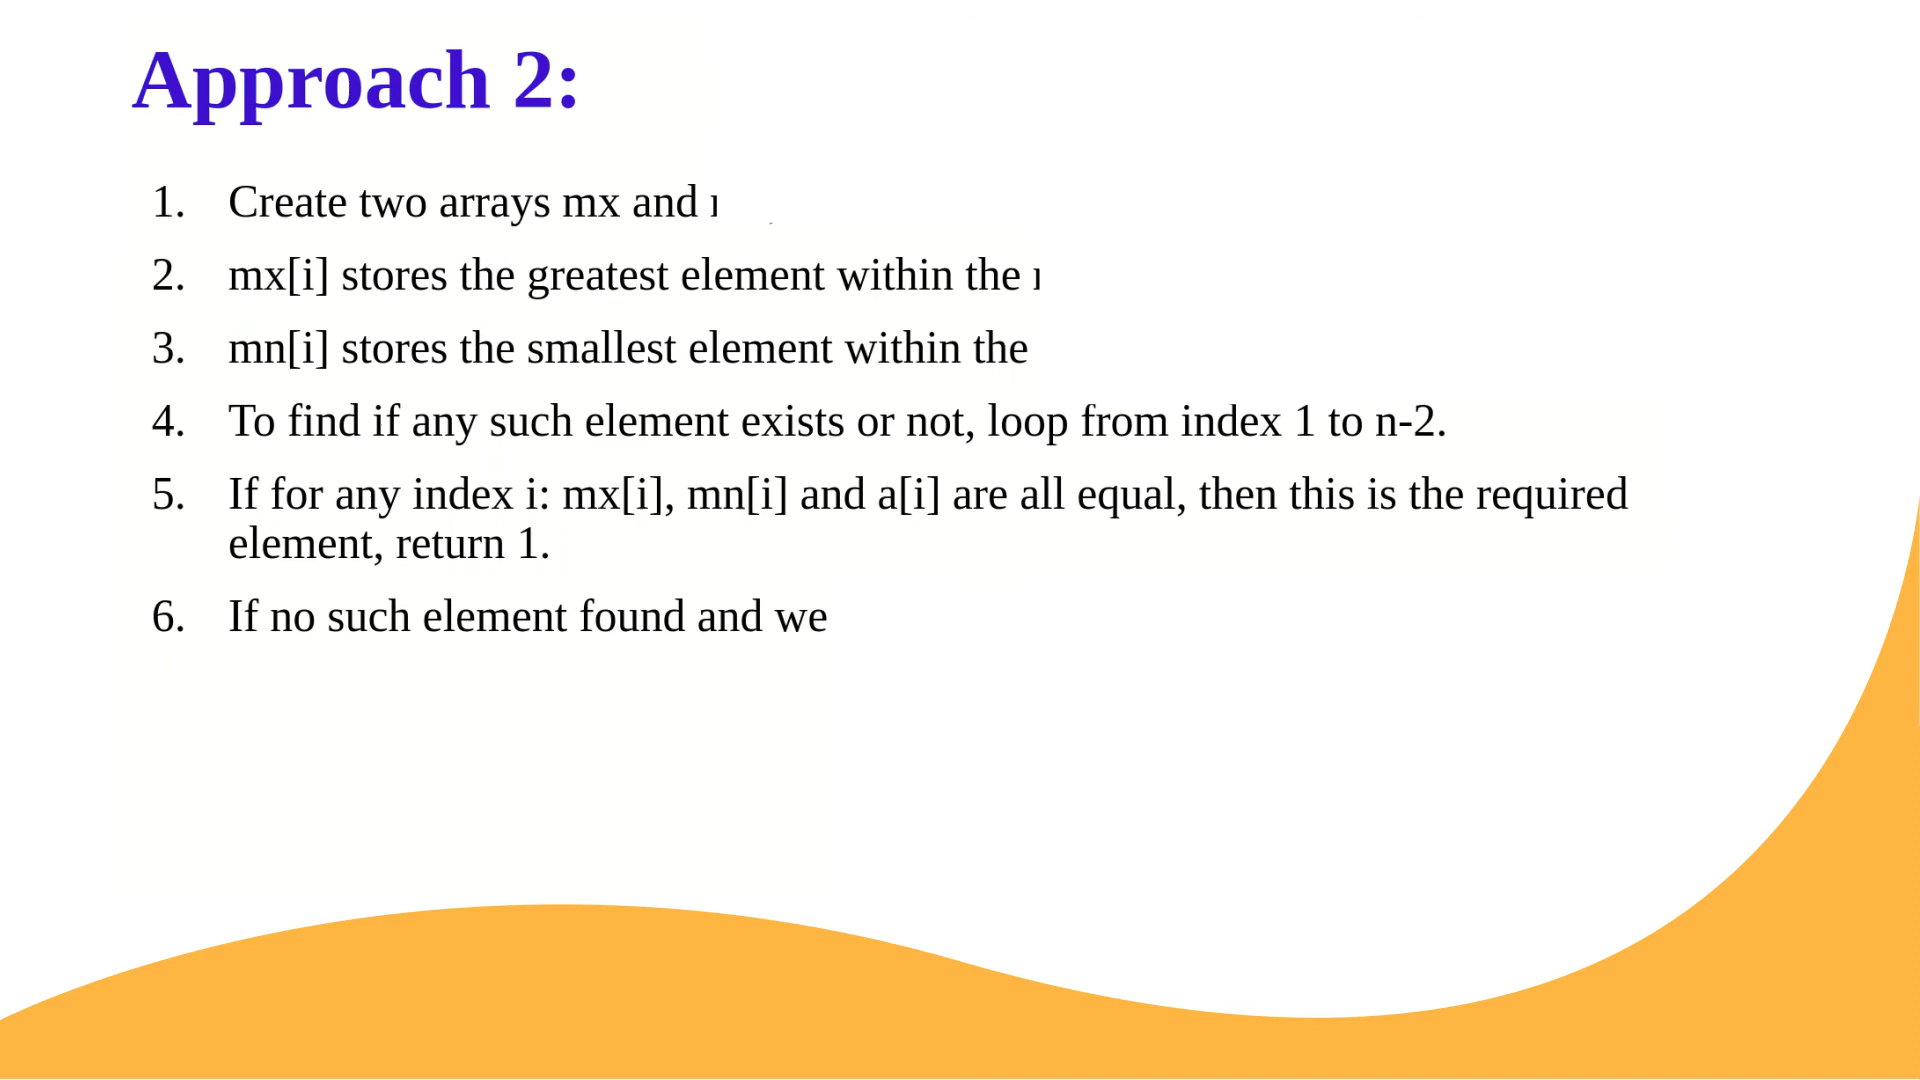 Approach 2:
1. Create two arrays mx and
2. mx[i] stores the greatest element within the
3. mn[i] stores the smallest element within the
4. To find if any such element exists or not, loop from index 1 to n-2.
5. If for any index i: mx[i], mn[i] and a[i] are all equal, then this is the required
element, return 1.
6. If no such element found and we